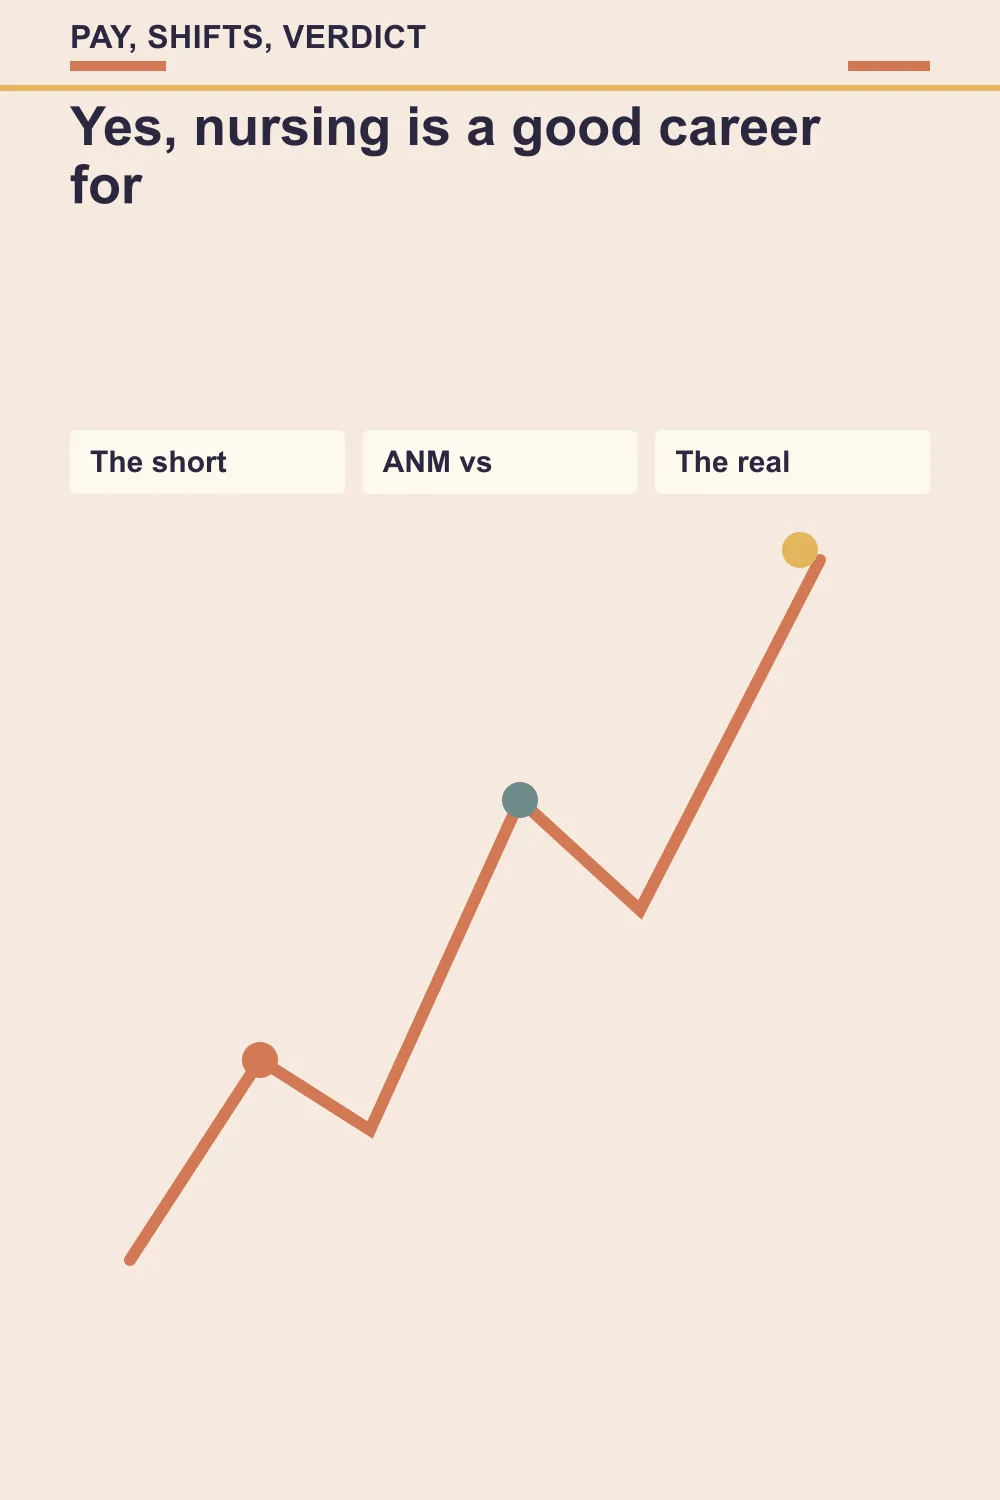 PAY, SHIFTS, VERDICT
Yes, nursing is a good career
for
The short
ANM vs
The real